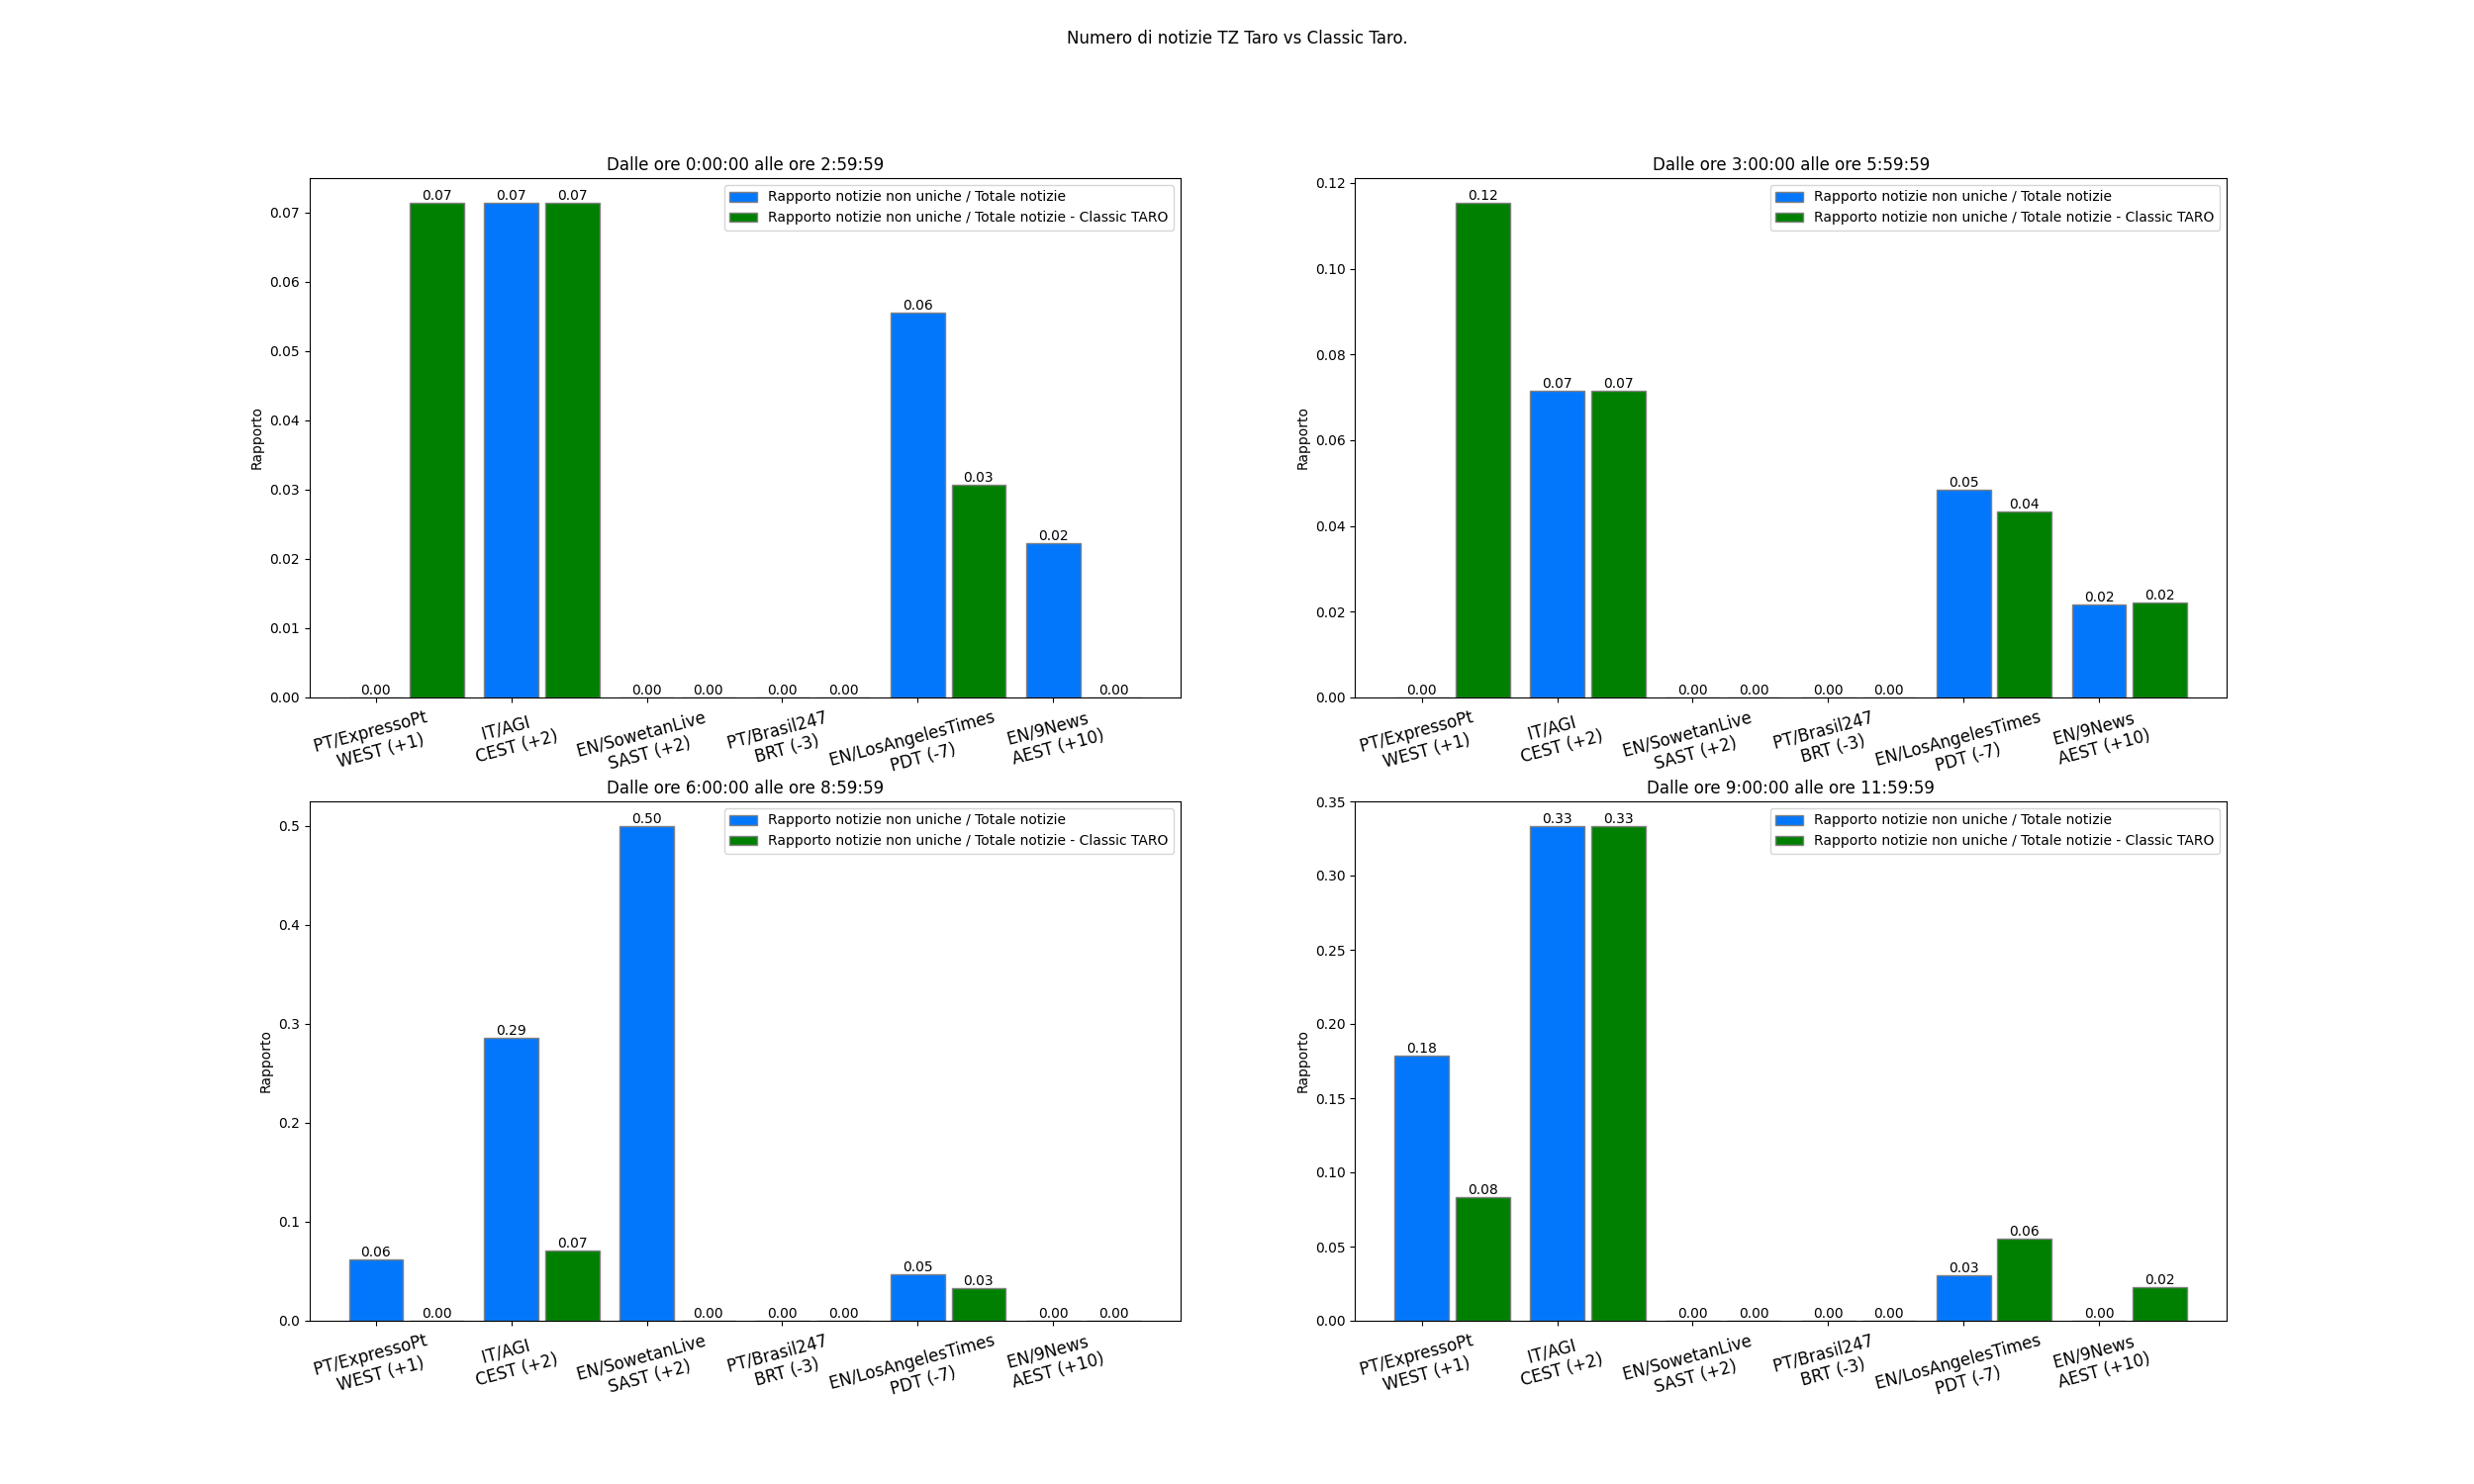 Numero di notizie TZ Taro vs Classic Taro.
Dalle ore 0:00:00 alle ore 2:59:59
Rapporto notizie non uniche / Totale notizie
Rapporto notizie non uniche / Totale notizie - Classic TARO
Rapporto
0.07
0.06
0.05
0.04
0.03
0.02
0.01
0.00
0.00
0.07
0.07
0.07
0.00
0.00
0.00
0.00
0.06
0.03
0.02
0.00
PT/ExpressoPt
WEST (+1)
IT/AGI
CEST (+2)
EN/SowetanLive
SAST (+2)
PT/Brasil247
BRT (-3)
EN/LosAngelesTimes
PDT (-7)
EN/9News
AEST (+10)
Dalle ore 3:00:00 alle ore 5:59:59
Rapporto notizie non uniche / Totale notizie
Rapporto notizie non uniche / Totale notizie - Classic TARO
Rapporto
0.12
0.10
0.08
0.06
0.04
0.02
0.00
0.00
0.12
0.07
0.07
0.00
0.00
0.00
0.00
0.05
0.04
0.02
0.02
PT/ExpressoPt
WEST (+1)
IT/AGI
CEST (+2)
EN/SowetanLive
SAST (+2)
PT/Brasil247
BRT (-3)
EN/LosAngelesTimes
PDT (-7)
EN/9News
AEST (+10)
Dalle ore 6:00:00 alle ore 8:59:59
Rapporto notizie non uniche / Totale notizie
Rapporto notizie non uniche / Totale notizie - Classic TARO
Rapporto
0.5
0.4
0.3
0.2
0.1
0.0
0.06
0.00
0.29
0.07
0.50
0.00
0.00
0.00
0.05
0.03
0.00
0.00
PT/ExpressoPt
WEST (+1)
IT/AGI
CEST (+2)
EN/SowetanLive
SAST (+2)
PT/Brasil247
BRT (-3)
EN/LosAngelesTimes
PDT (-7)
EN/9News
AEST (+10)
Dalle ore 9:00:00 alle ore 11:59:59
Rapporto notizie non uniche / Totale notizie
Rapporto notizie non uniche / Totale notizie - Classic TARO
Rapporto
0.35
0.30
0.25
0.20
0.15
0.10
0.05
0.00
0.18
0.08
0.33
0.33
0.00
0.00
0.00
0.00
0.03
0.06
0.00
0.02
PT/ExpressoPt
WEST (+1)
IT/AGI
CEST (+2)
EN/SowetanLive
SAST (+2)
PT/Brasil247
BRT (-3)
EN/LosAngelesTimes
PDT (-7)
EN/9News
AEST (+10)